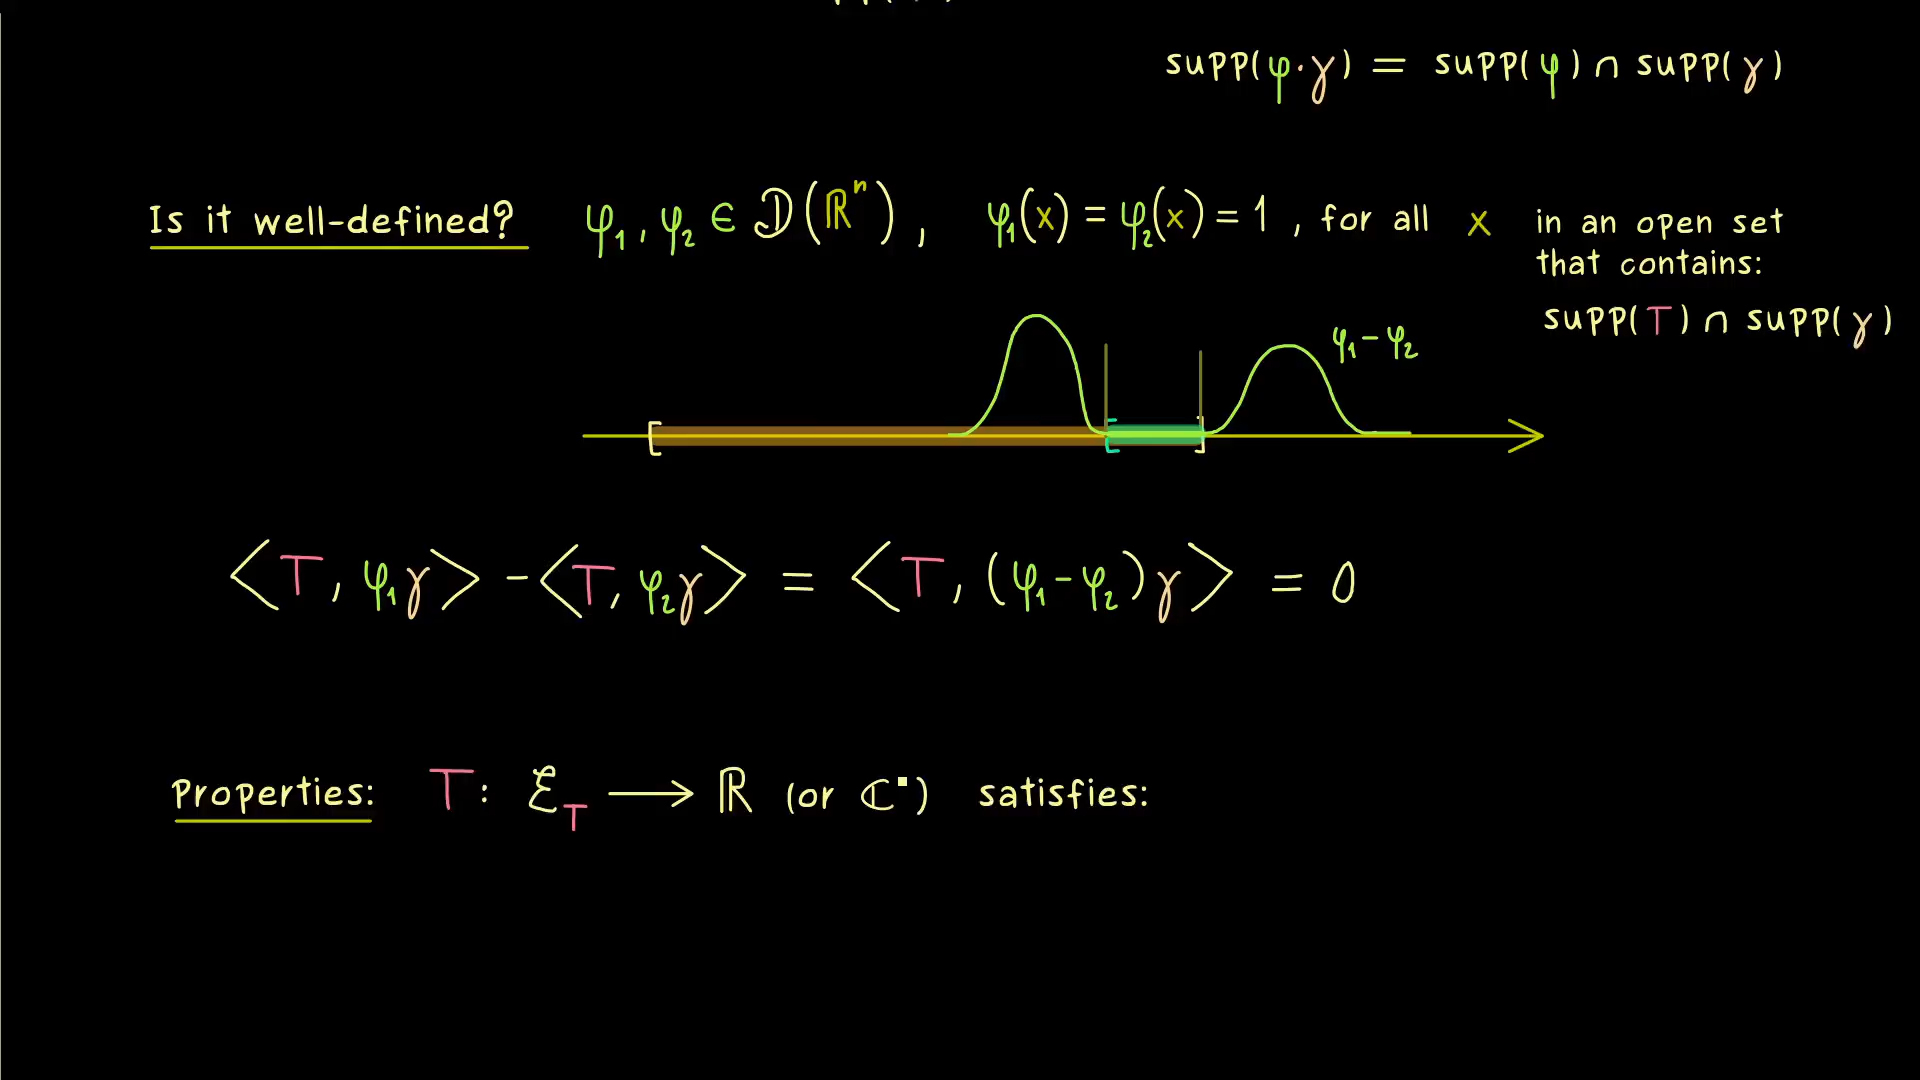 supp(φ·γ) = supp(φ) ∩ supp(γ)
Is it well-defined? φ₁, φ₂ ∈ 𝒟(ℝⁿ), φ₁(x) = φ₂(x) = 1, for all x in an open set
that contains:
supp(T) ∩ supp(γ)
φ₁ - φ₂
⟨T, φ₁γ⟩ - ⟨T, φ₂γ⟩ = ⟨T, (φ₁ - φ₂)γ⟩ = 0
Properties: T: ℰ_T ⟶ ℝ (or ℂ) satisfies: